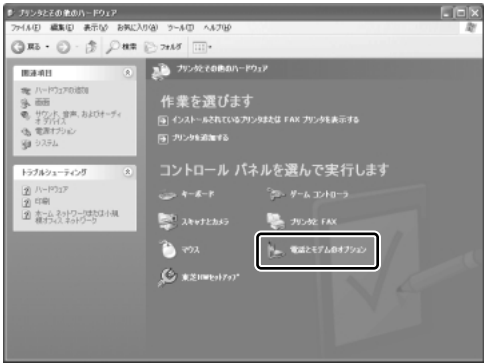 プリンタとその他のハードウェア
ファイル(F) 編集(E) 表示(V) お気に入り(A) ツール(T) ヘルプ(H)
戻る 検索 フォルダ
関連項目
ハードウェアの追加
画面
サウンド、音声、およびオーディオ デバイス
電源オプション
システム
トラブルシューティング
ハードウェア
印刷
ホーム ネットワークまたは小規模オフィス ネットワーク
プリンタとその他のハードウェア
作業を選びます
インストールされているプリンタまたは FAX プリンタを表示する
プリンタを追加する
コントロール パネルを選んで実行します
キーボード
ゲーム コントローラ
スキャナとカメラ
プリンタと FAX
マウス
電話とモデムのオプション
東芝HWセットアップ